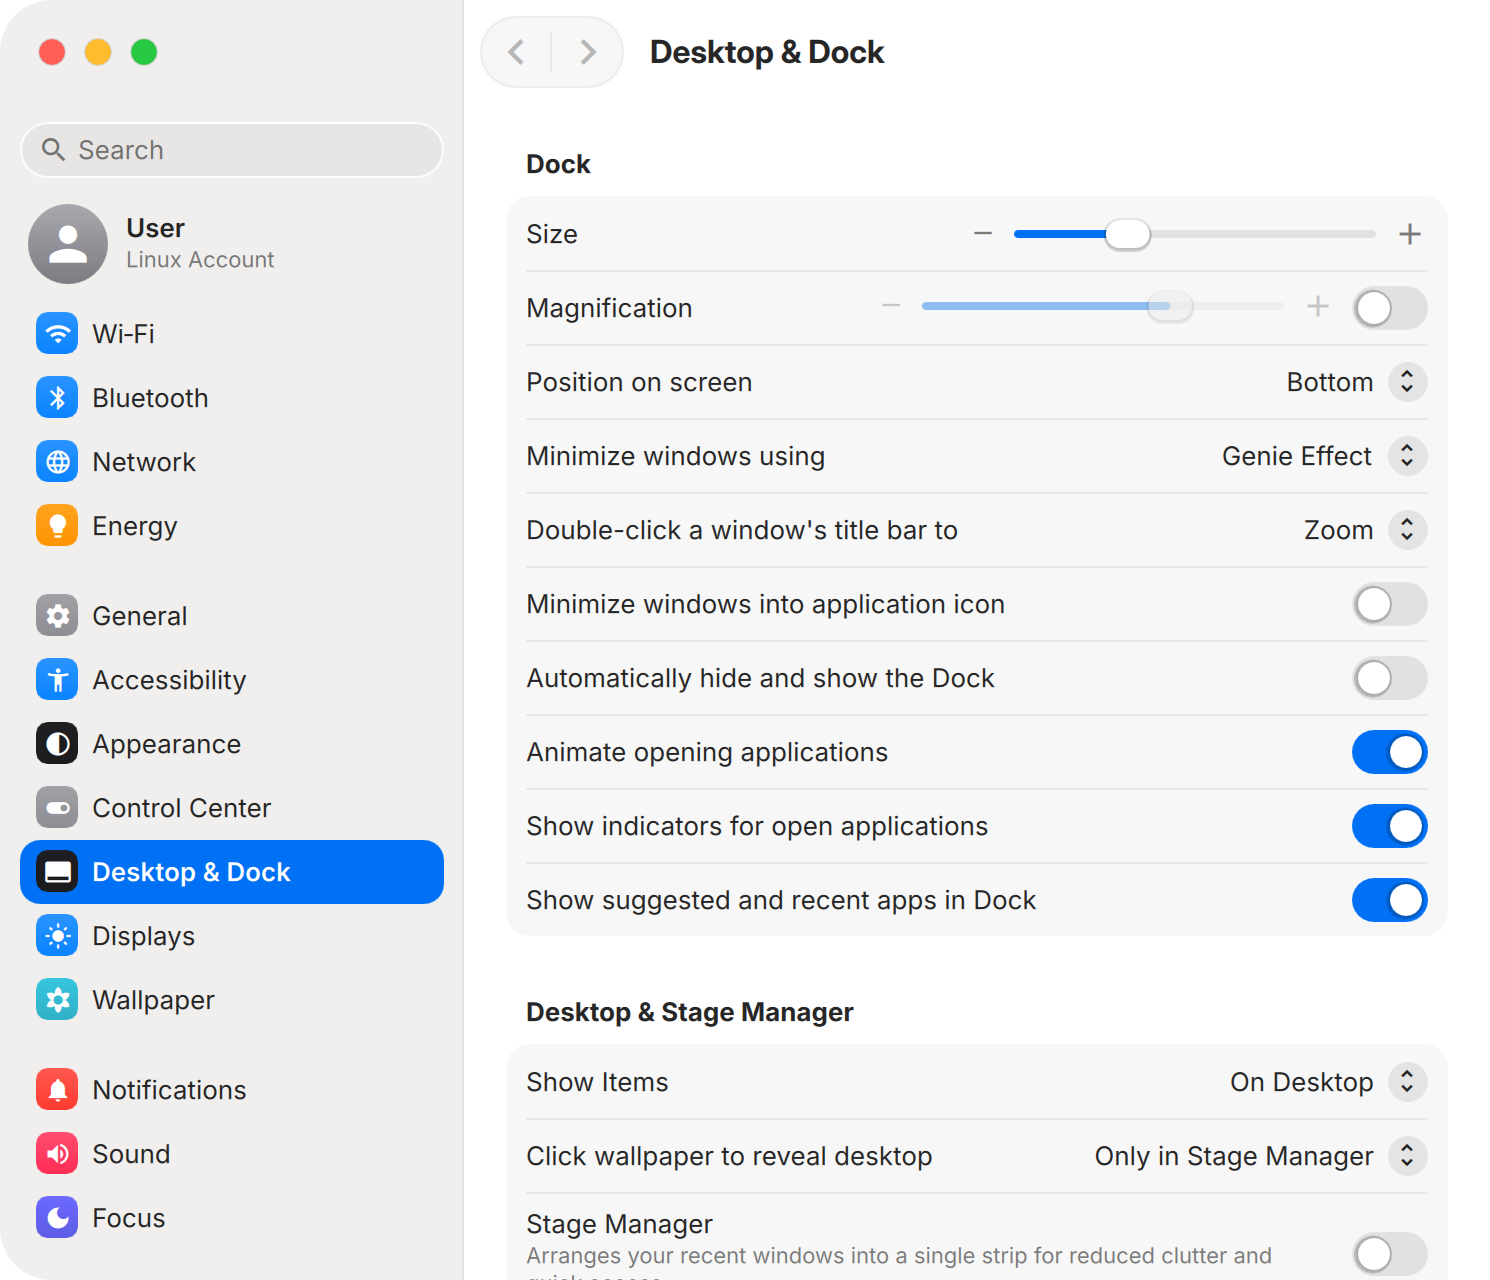 Desktop & Dock
Search
User
Linux Account
Wi-Fi
Bluetooth
Network
Energy
General
Accessibility
Appearance
Control Center
Desktop & Dock
Displays
Wallpaper
Notifications
Sound
Focus
Dock
Size
Magnification
Position on screen Bottom
Minimize windows using Genie Effect
Double-click a window's title bar to Zoom
Minimize windows into application icon
Automatically hide and show the Dock
Animate opening applications
Show indicators for open applications
Show suggested and recent apps in Dock
Desktop & Stage Manager
Show Items On Desktop
Click wallpaper to reveal desktop Only in Stage Manager
Stage Manager
Arranges your recent windows into a single strip for reduced clutter and